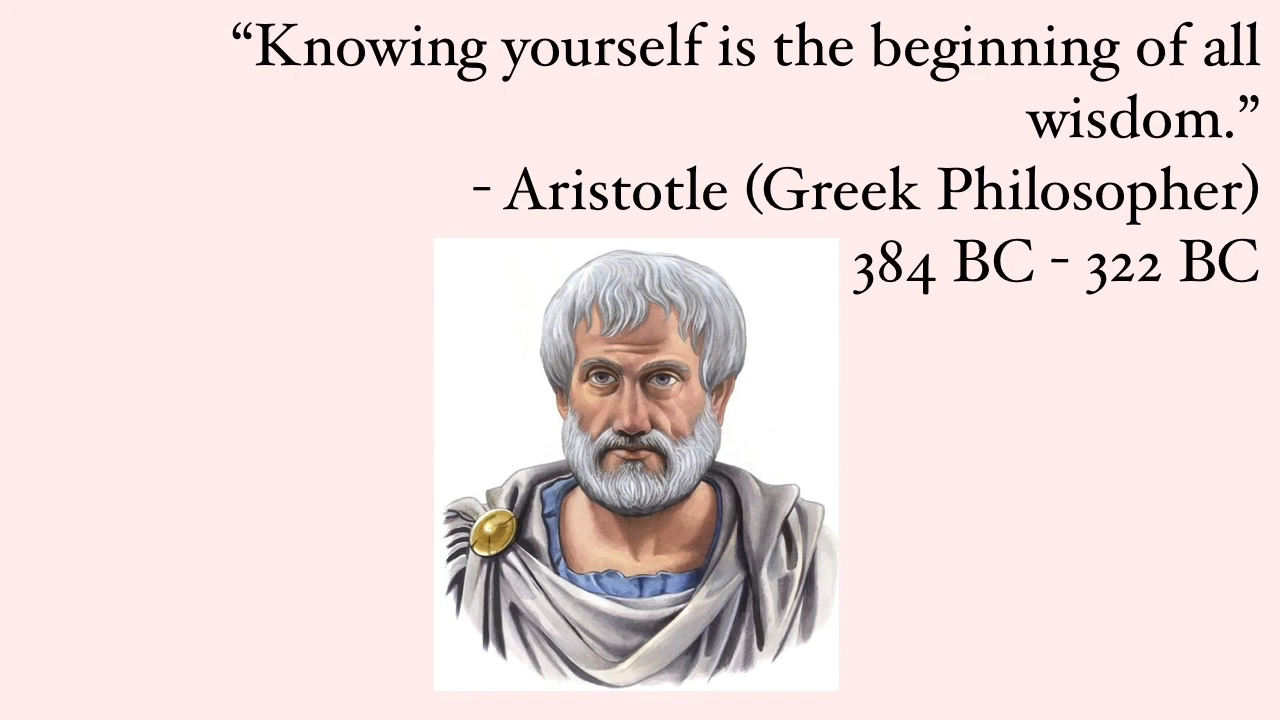 “Knowing yourself is the beginning of all
wisdom.”
- Aristotle (Greek Philosopher)
384 BC - 322 BC